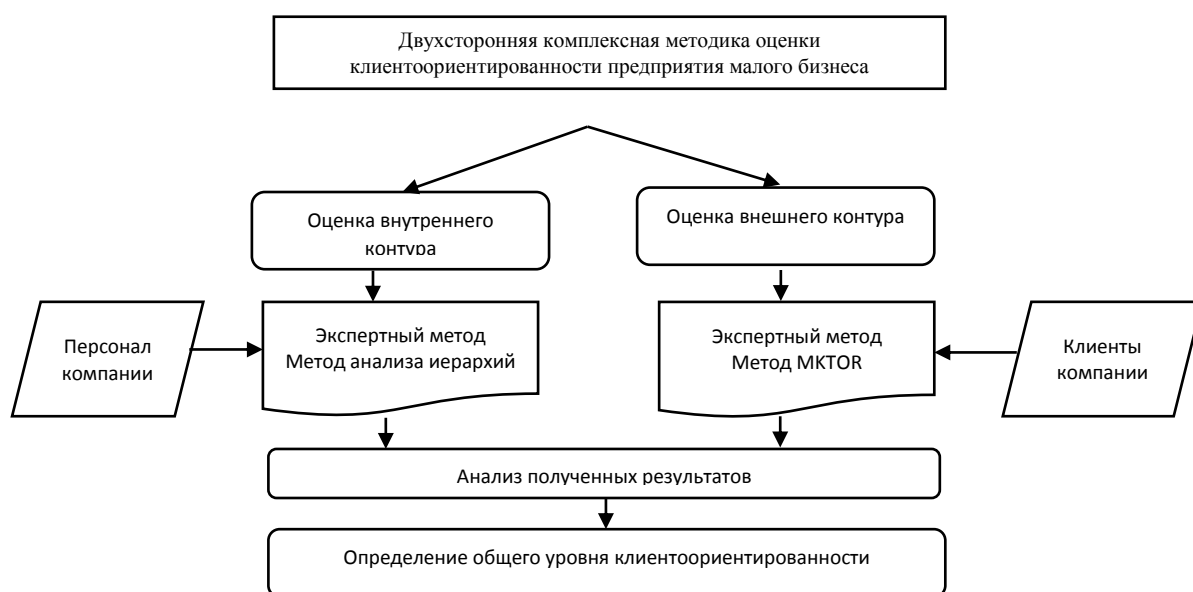 Двухсторонняя комплексная методика оценки
клиентоориентированности предприятия малого бизнеса
Оценка внутреннего
контура
Оценка внешнего контура
Персонал
компании
Экспертный метод
Метод анализа иерархий
Экспертный метод
Метод MKTOR
Клиенты
компании
Анализ полученных результатов
Определение общего уровня клиентоориентированности